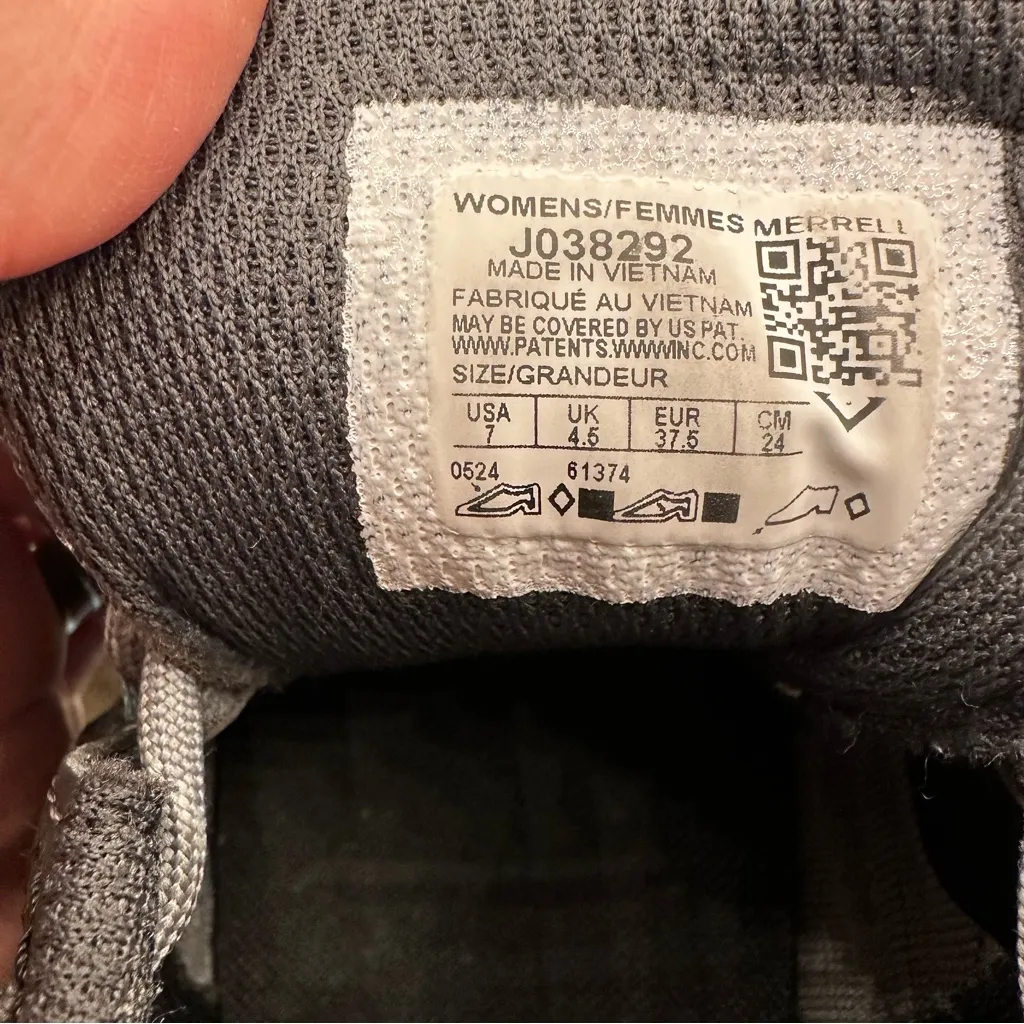 WOMENS/FEMMES
MERRELL
J038292
MADE IN VIETNAM
FABRIQUÉ AU VIETNAM
MAY BE COVERED BY US PAT.
WWW.PATENTS.WWWINC.COM
SIZE/GRANDEUR
USA UK EUR CM
7 4.5 37.5 24
0524 61374